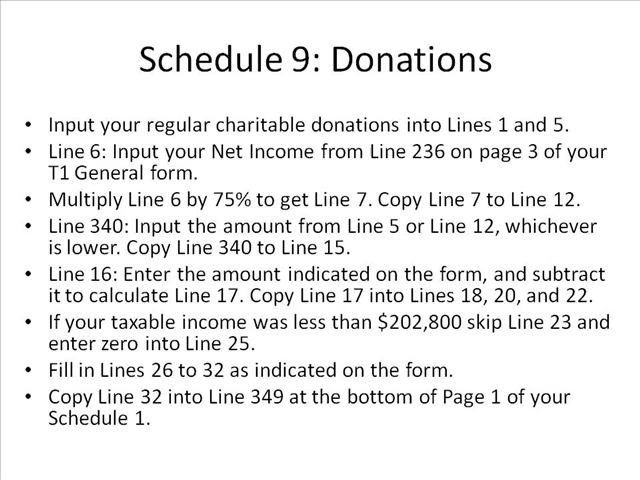 Schedule 9: Donations
• Input your regular charitable donations into Lines 1 and 5.
• Line 6: Input your Net Income from Line 236 on page 3 of your
T1 General form.
• Multiply Line 6 by 75% to get Line 7. Copy Line 7 to Line 12.
• Line 340: Input the amount from Line 5 or Line 12, whichever
is lower. Copy Line 340 to Line 15.
• Line 16: Enter the amount indicated on the form, and subtract
it to calculate Line 17. Copy Line 17 into Lines 18, 20, and 22.
• If your taxable income was less than $202,800 skip Line 23 and
enter zero into Line 25.
• Fill in Lines 26 to 32 as indicated on the form.
• Copy Line 32 into Line 349 at the bottom of Page 1 of your
Schedule 1.